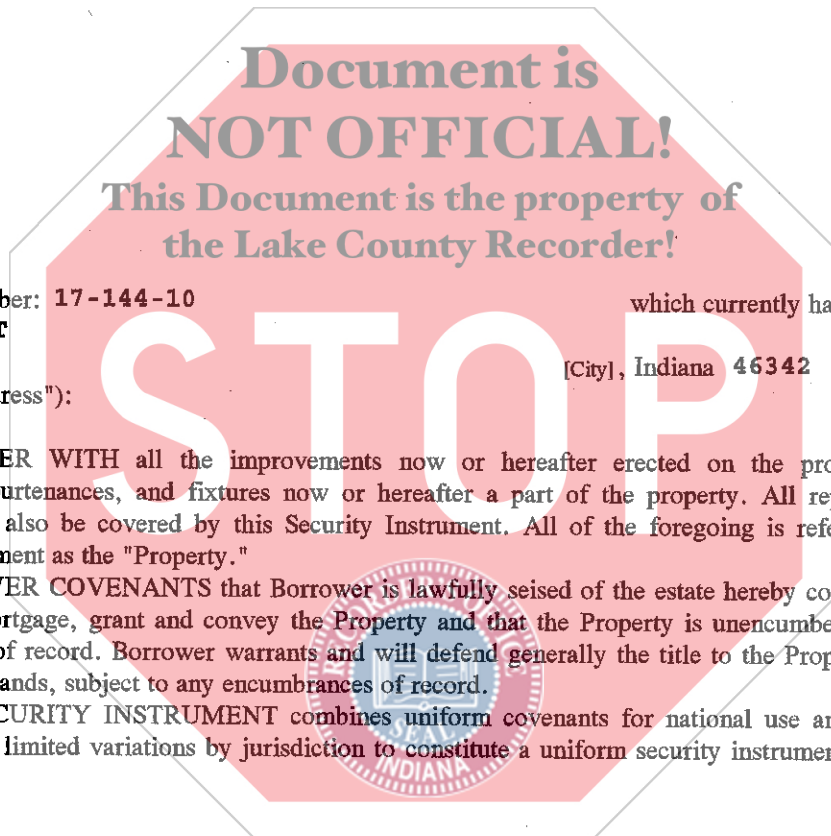 Document is
NOT OFFICIAL!
This Document is the property of
the Lake County Recorder!
ber: 17-144-10 which currently ha
T
[City], Indiana 46342
ress"):
STOP
ER WITH all the improvements now or hereafter erected on the pro
urtenances, and fixtures now or hereafter a part of the property. All re
also be covered by this Security Instrument. All of the foregoing is refe
nent as the "Property."
ER COVENANTS that Borrower is lawfully seised of the estate hereby co
rtgage, grant and convey the Property and that the Property is unencumbe
of record. Borrower warrants and will defend generally the title to the Prop
ands, subject to any encumbrances of record.
CURITY INSTRUMENT combines uniform covenants for national use an
limited variations by jurisdiction to constitute a uniform security instrumen
RECORDER'S OFFICE
SEAL
INDIANA